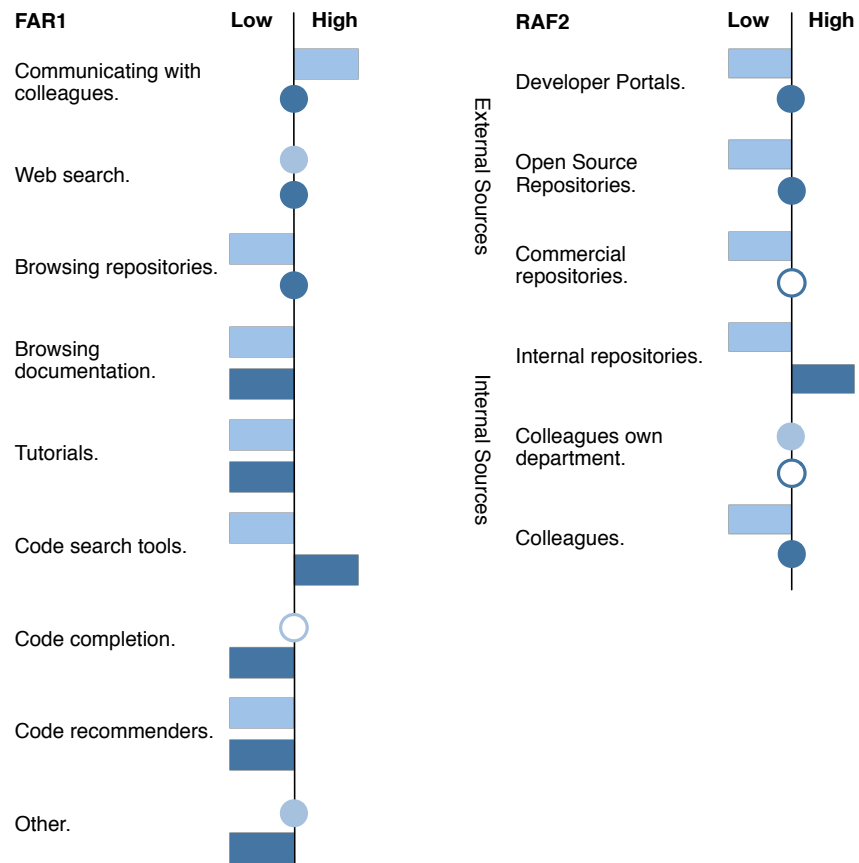 FAR1 Low High
Communicating with
colleagues.
Web search.
Browsing repositories.
Browsing
documentation.
Tutorials.
Code search tools.
Code completion.
Code recommenders.
Other.
RAF2 Low High
External Sources
Developer Portals.
Open Source
Repositories.
Commercial
repositories.
Internal Sources
Internal repositories.
Colleagues own
department.
Colleagues.